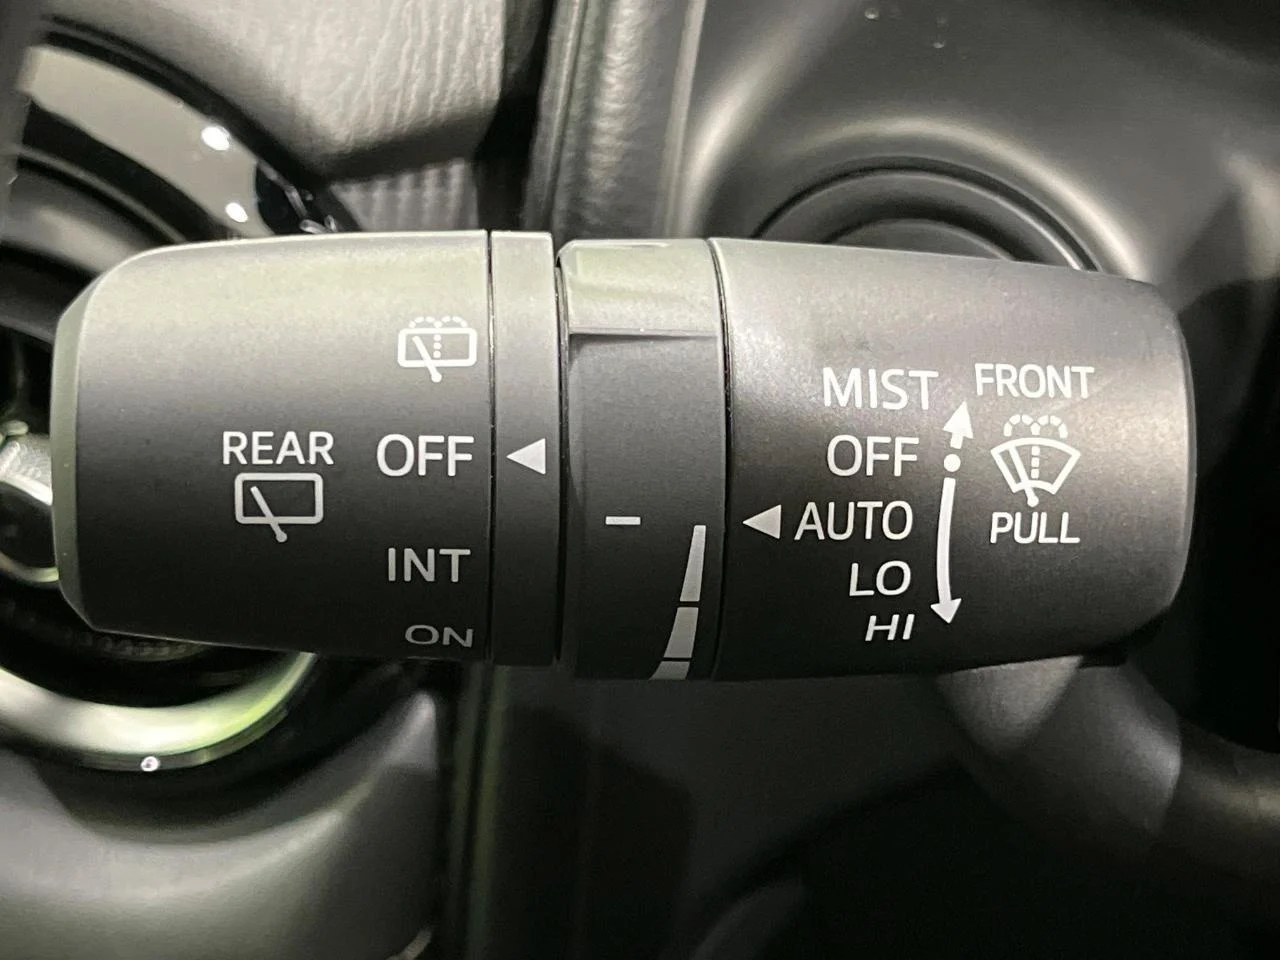 REAR
OFF
INT
ON
MIST
OFF
AUTO
LO
HI
FRONT
PULL